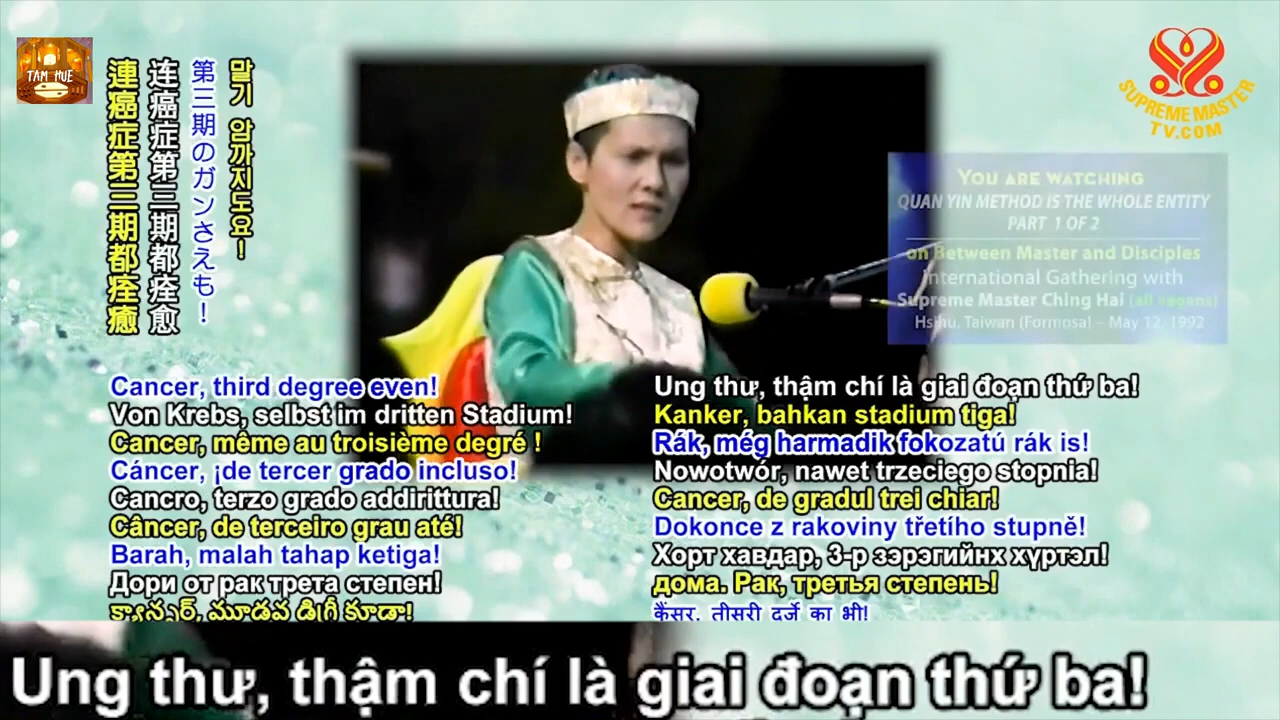 TAM HUE
SUPREME MASTER
TV.COM
말기 암까지도요!
第三期のガンさえも!
连癌症第三期都痊愈
連癌症第三期都痊癒
YOU ARE WATCHING
QUAN YIN METHOD IS THE WHOLE ENTITY
PART 1 OF 2
on Between Master and Disciples
International Gathering with
Supreme Master Ching Hai (all vegans)
Hsihu, Taiwan (Formosa) – May 12, 1992
Cancer, third degree even!
Von Krebs, selbst im dritten Stadium!
Cancer, même au troisième degré !
Cáncer, ¡de tercer grado incluso!
Cancro, terzo grado addirittura!
Câncer, de terceiro grau até!
Barah, malah tahap ketiga!
Дори от рак трета степен!
క్యాన్సర్, మూడవ డిగ్రీ కూడా!
Ung thư, thậm chí là giai đoạn thứ ba!
Kanker, bahkan stadium tiga!
Rák, még harmadik fokozatú rák is!
Nowotwór, nawet trzeciego stopnia!
Cancer, de gradul trei chiar!
Dokonce z rakoviny třetího stupně!
Хорт хавдар, 3-р зэрэгийнх хүртэл!
дома. Рак, третья степень!
कैंसर, तीसरी दर्जे का भी!
Ung thư, thậm chí là giai đoạn thứ ba!